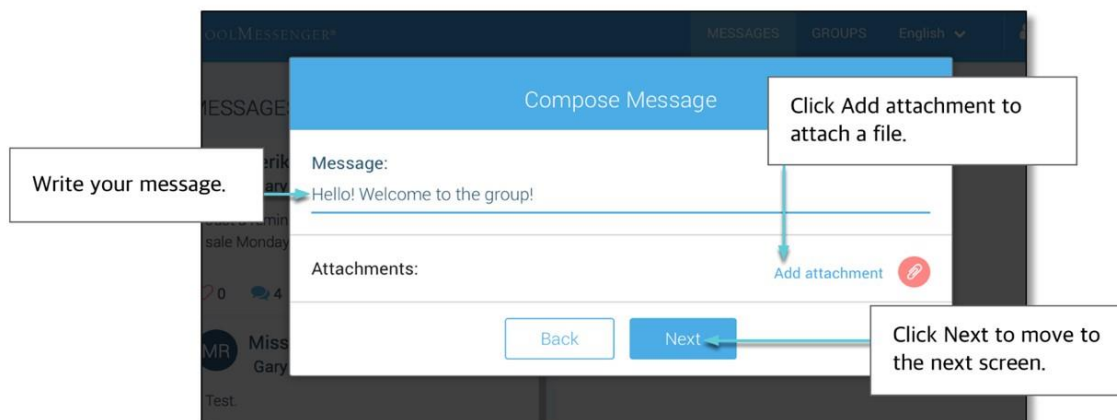 OOLMESSENGER®
MESSAGES
GROUPS
English
Compose Message
Click Add attachment to
attach a file.
Write your message.
Message:
Hello! Welcome to the group!
sale Monday
Attachments:
Add attachment
0
4
Back
Next
Click Next to move to
the next screen.
MR
Miss
Gary
Test.